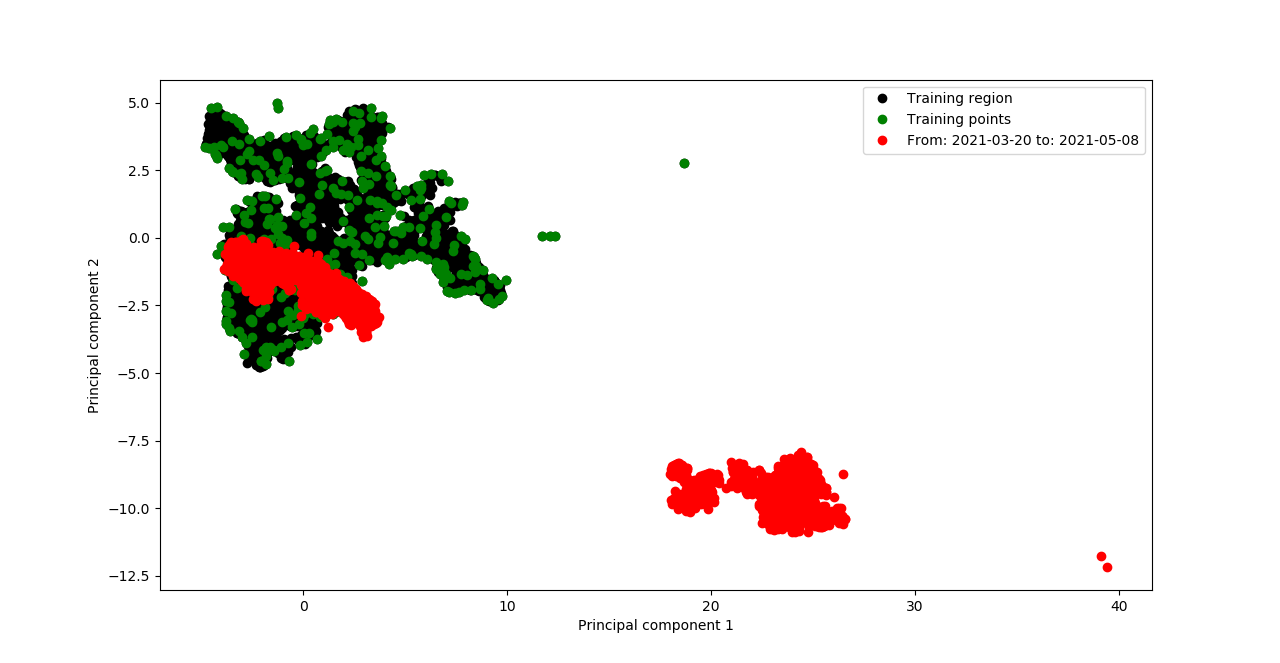 Training region
Training points
From: 2021-03-20 to: 2021-05-08
5.0
2.5
0.0
−2.5
−5.0
−7.5
−10.0
−12.5
Principal component 2
0 10 20 30 40
Principal component 1